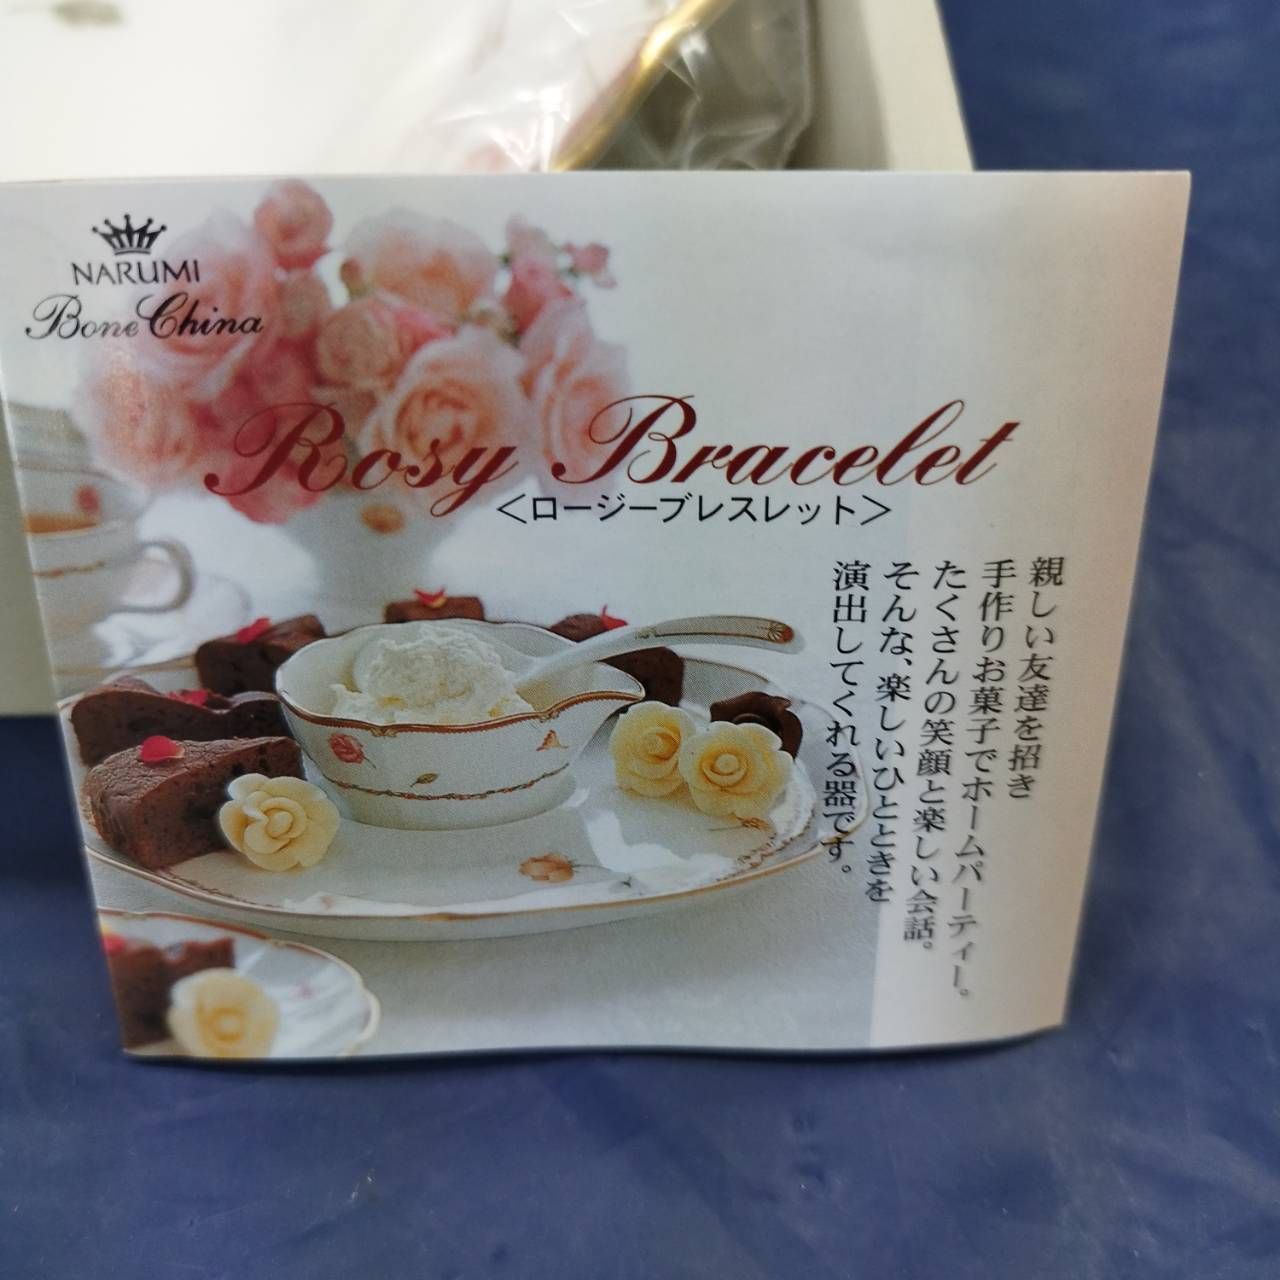 NARUMI
Bone China
Rosy Bracelet
＜ロージーブレスレット＞
親しい友達を招き
手作りお菓子でホームパーティー。
たくさんの笑顔と楽しい会話。
そんな、楽しいひとときを
演出してくれる器です。